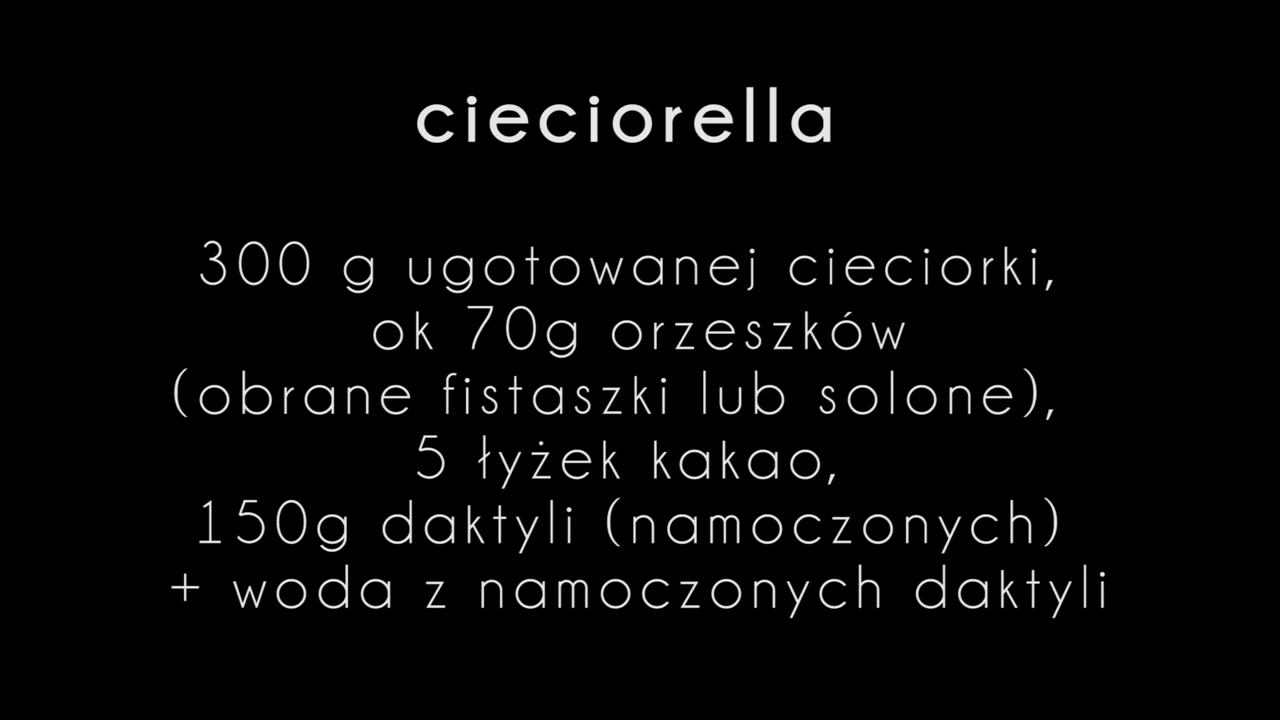 cieciorella
300 g ugotowanej cieciorki,
ok 70g orzeszków
(obrane fistaszki lub solone),
5 łyżek kakao,
150g daktyli (namoczonych)
+ woda z namoczonych daktyli